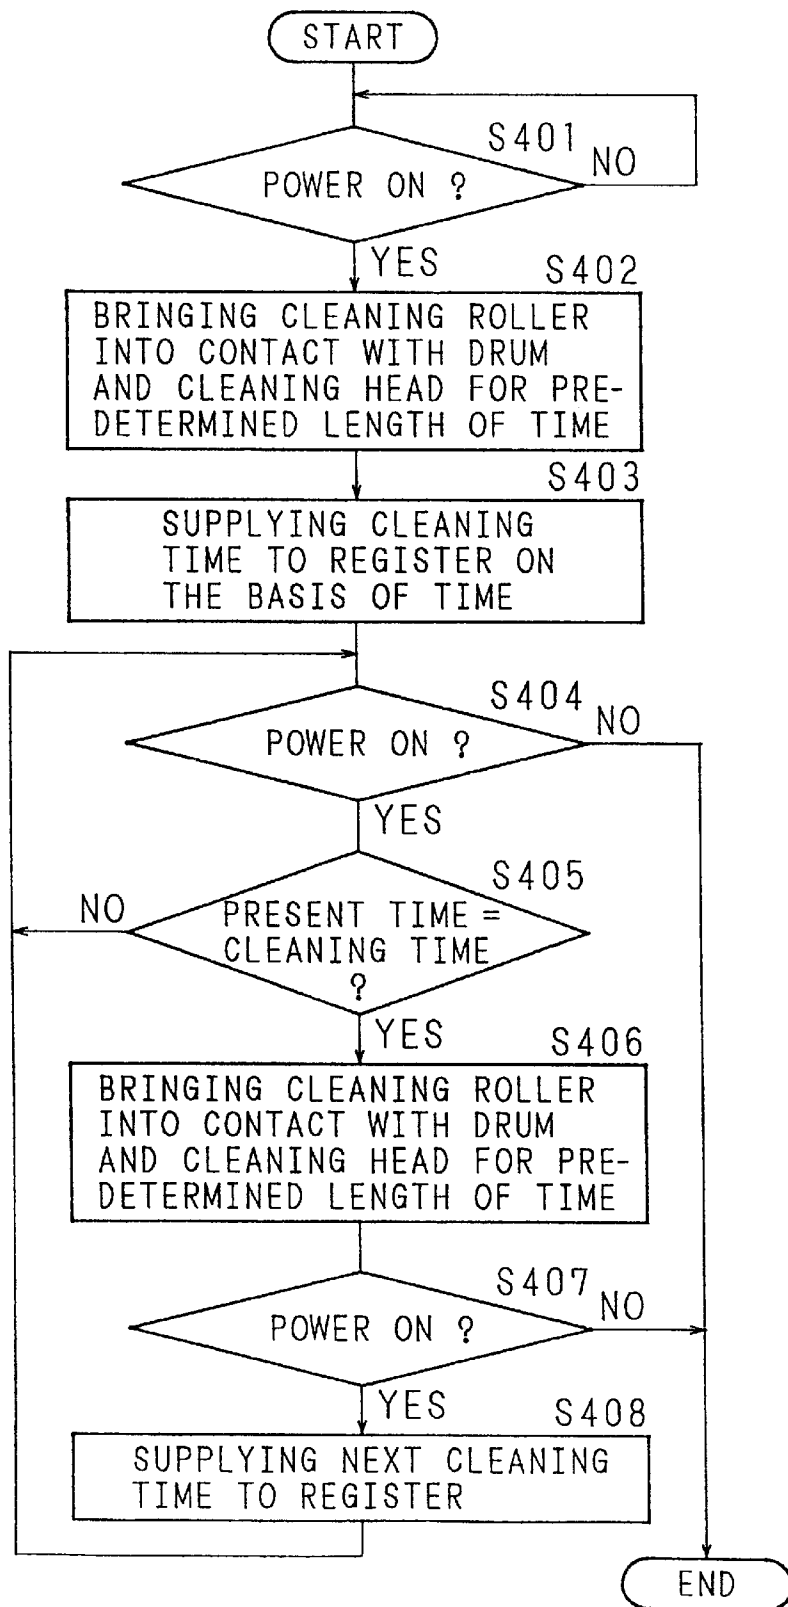 START
S401
POWER ON ?
NO
YES
S402
BRINGING CLEANING ROLLER
INTO CONTACT WITH DRUM
AND CLEANING HEAD FOR PRE-
DETERMINED LENGTH OF TIME
S403
SUPPLYING CLEANING
TIME TO REGISTER ON
THE BASIS OF TIME
S404
POWER ON ?
NO
YES
S405
NO
PRESENT TIME =
CLEANING TIME
?
YES
S406
BRINGING CLEANING ROLLER
INTO CONTACT WITH DRUM
AND CLEANING HEAD FOR PRE-
DETERMINED LENGTH OF TIME
S407
POWER ON ?
NO
YES
S408
SUPPLYING NEXT CLEANING
TIME TO REGISTER
END